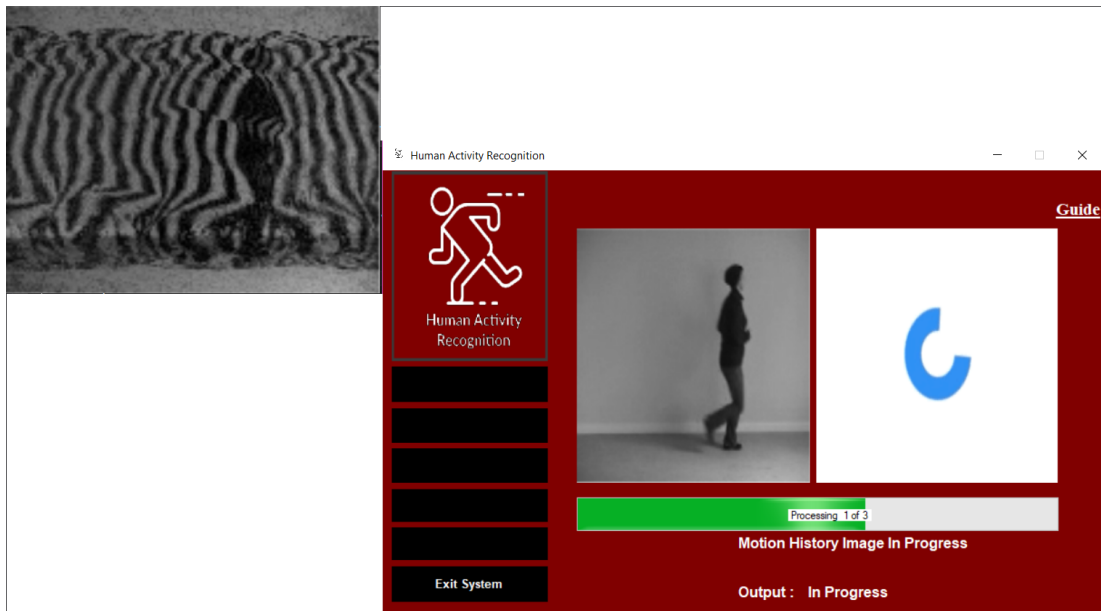 Human Activity Recognition
Guide
Human Activity
Recognition
Processing 1 of 3
Motion History Image In Progress
Exit System
Output : In Progress